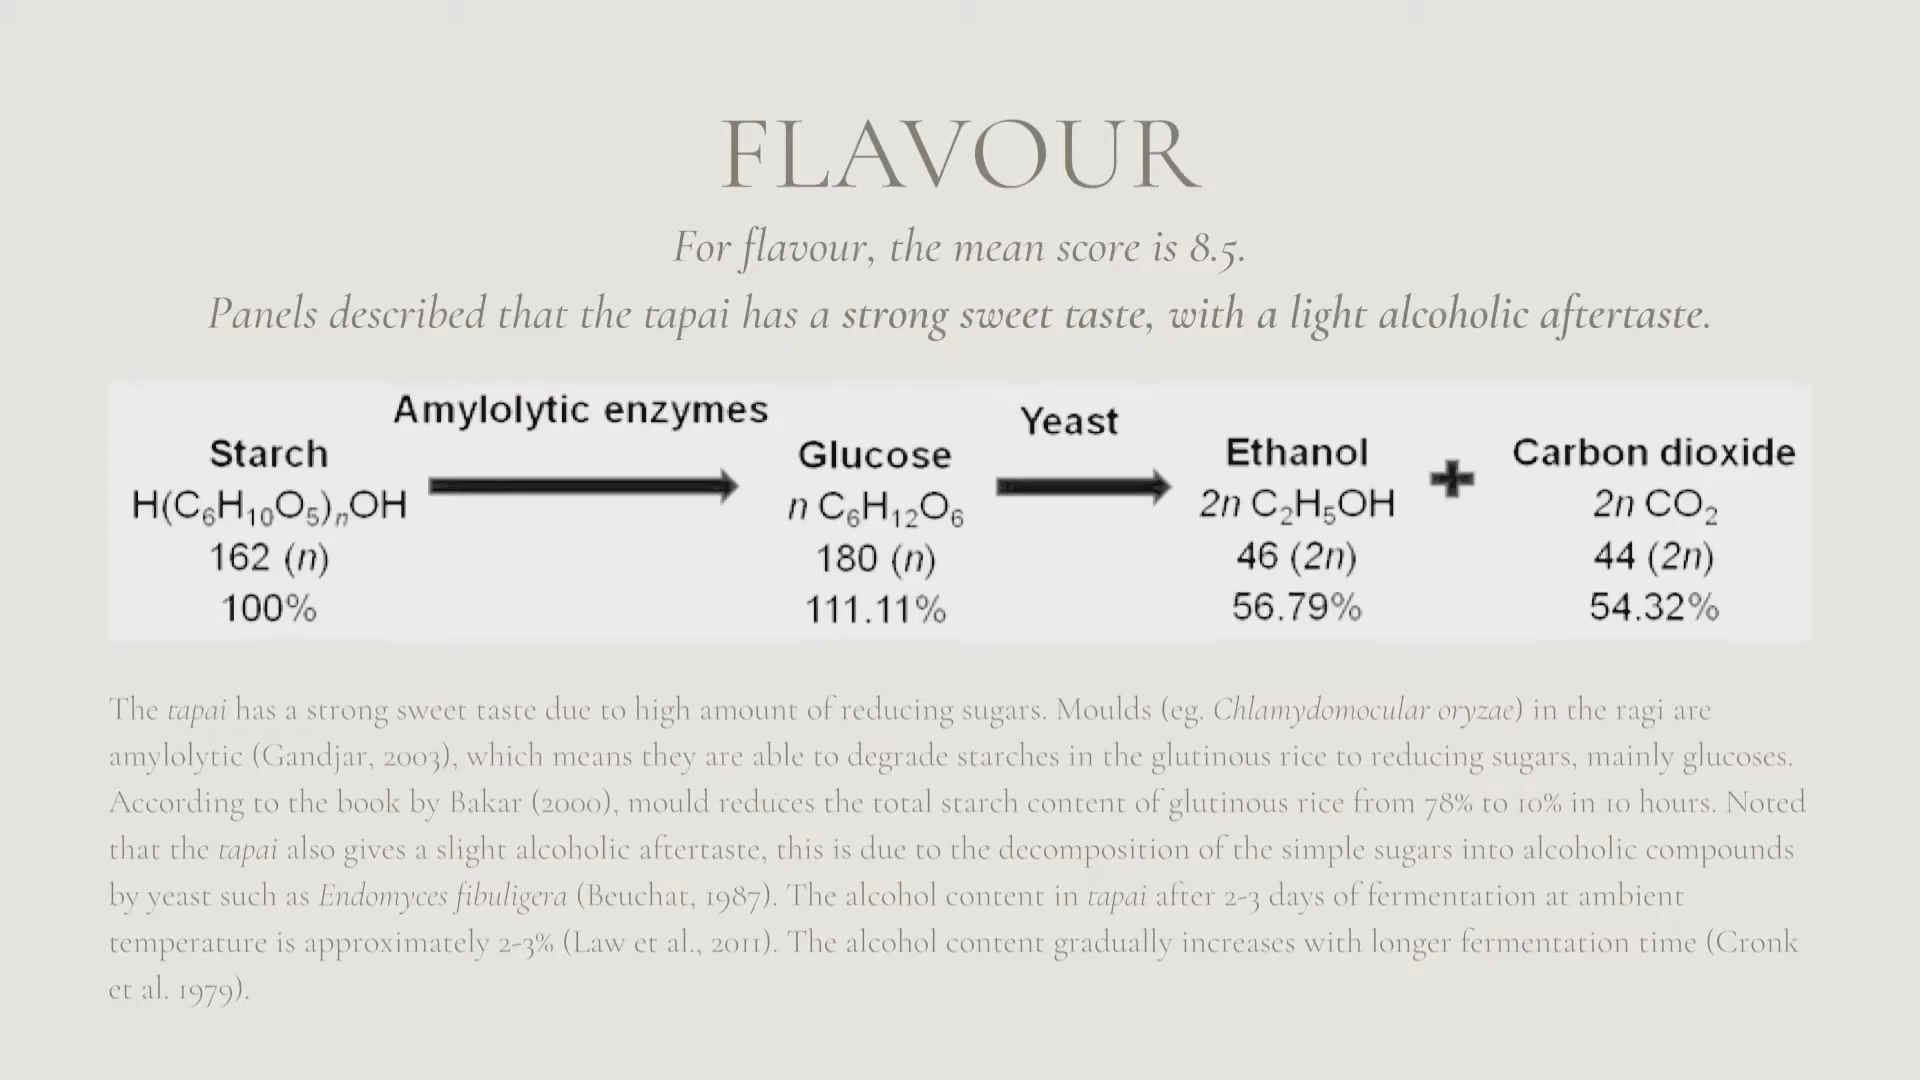 FLAVOUR
For flavour, the mean score is 8.5.
Panels described that the tapai has a strong sweet taste, with a light alcoholic aftertaste.
Amylolytic enzymes
Yeast
Starch
Glucose
Ethanol
Carbon dioxide
H(C₆H₁₀O₅)ₙOH
n C₆H₁₂O₆
2n C₂H₅OH
+
2n CO₂
162 (n)
180 (n)
46 (2n)
44 (2n)
100%
111.11%
56.79%
54.32%
The tapai has a strong sweet taste due to high amount of reducing sugars. Moulds (eg. Chlamydomocular oryzae) in the ragi are
amylolytic (Gandjar, 2003), which means they are able to degrade starches in the glutinous rice to reducing sugars, mainly glucoses.
According to the book by Bakar (2000), mould reduces the total starch content of glutinous rice from 78% to 10% in 10 hours. Noted
that the tapai also gives a slight alcoholic aftertaste, this is due to the decomposition of the simple sugars into alcoholic compounds
by yeast such as Endomyces fibuligera (Beuchat, 1987). The alcohol content in tapai after 2-3 days of fermentation at ambient
temperature is approximately 2-3% (Law et al., 2011). The alcohol content gradually increases with longer fermentation time (Cronk
et al. 1979).